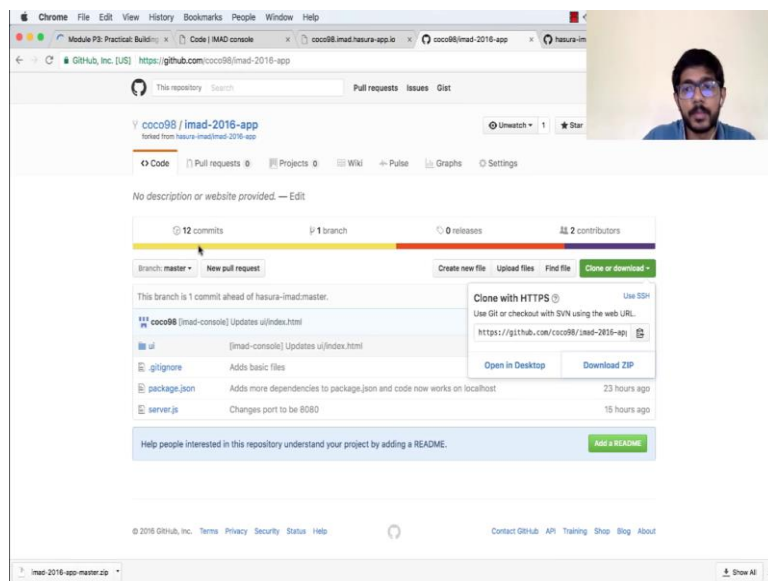 Chrome File Edit View History Bookmarks People Window Help
Module P3: Practical: Building
Code | IMAD console
coco98.imad.hasura-app.io
coco98/imad-2016-app
hasura-im
GitHub, Inc. [US] https://github.com/coco98/imad-2016-app
This repository Search Pull requests Issues Gist
coco98 / imad-2016-app
forked from hasura-imad/imad-2016-app
Unwatch 1 Star
Code Pull requests 0 Projects 0 Wiki Pulse Graphs Settings
No description or website provided. — Edit
12 commits 1 branch 0 releases 2 contributors
Branch: master New pull request Create new file Upload files Find file Clone or download
This branch is 1 commit ahead of hasura-imad:master.
Clone with HTTPS Use SSH
Use Git or checkout with SVN using the web URL.
https://github.com/coco98/imad-2016-app
Open in Desktop Download ZIP
coco98 [imad-console] Updates ui/index.html
ui [imad-console] Updates ui/index.html
.gitignore Adds basic files
package.json Adds more dependencies to package.json and code now works on localhost 23 hours ago
server.js Changes port to be 8080 15 hours ago
Help people interested in this repository understand your project by adding a README. Add a README
© 2016 GitHub, Inc. Terms Privacy Security Status Help Contact GitHub API Training Shop Blog About
imad-2016-app-master.zip Show All